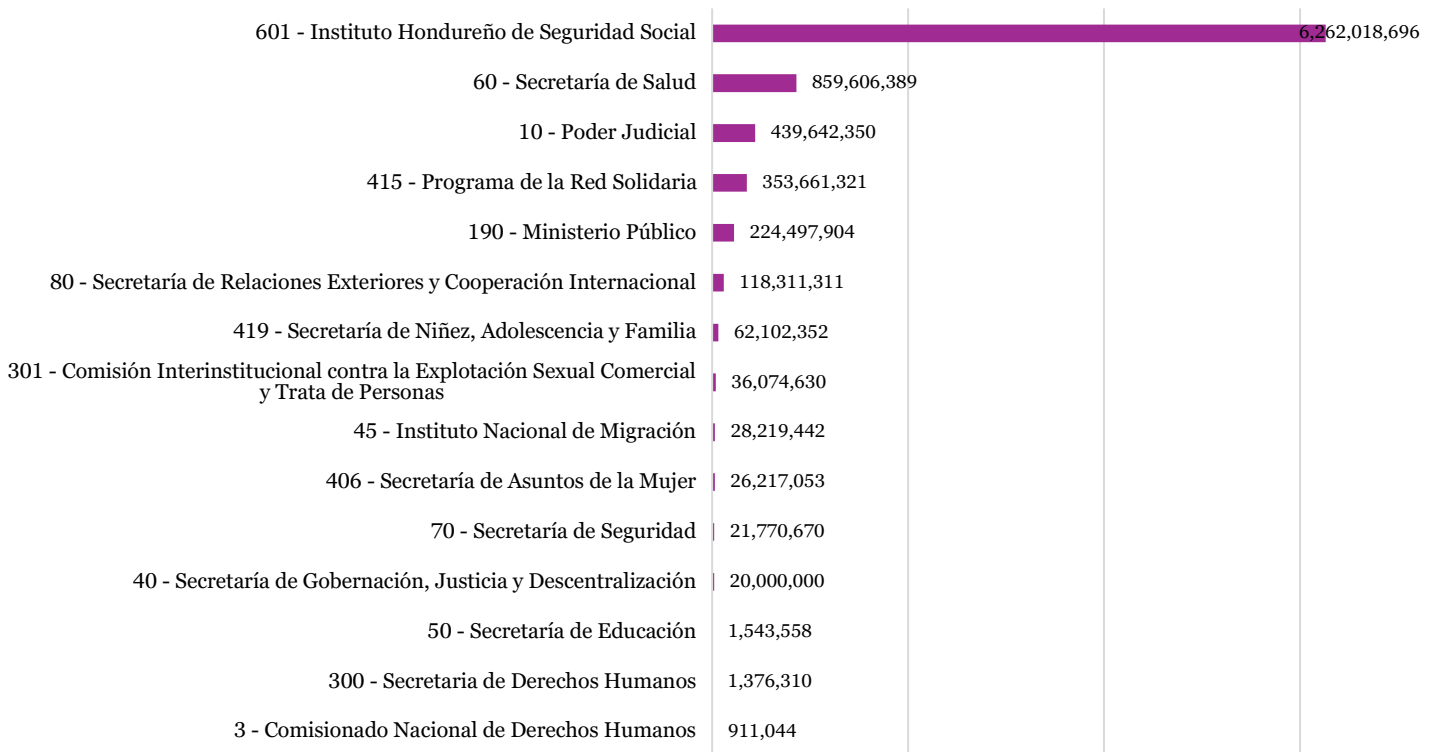 601 - Instituto Hondureño de Seguridad Social 6,262,018,696
60 - Secretaría de Salud 859,606,389
10 - Poder Judicial 439,642,350
415 - Programa de la Red Solidaria 353,661,321
190 - Ministerio Público 224,497,904
80 - Secretaría de Relaciones Exteriores y Cooperación Internacional 118,311,311
419 - Secretaría de Niñez, Adolescencia y Familia 62,102,352
301 - Comisión Interinstitucional contra la Explotación Sexual Comercial
y Trata de Personas 36,074,630
45 - Instituto Nacional de Migración 28,219,442
406 - Secretaría de Asuntos de la Mujer 26,217,053
70 - Secretaría de Seguridad 21,770,670
40 - Secretaría de Gobernación, Justicia y Descentralización 20,000,000
50 - Secretaría de Educación 1,543,558
300 - Secretaria de Derechos Humanos 1,376,310
3 - Comisionado Nacional de Derechos Humanos 911,044